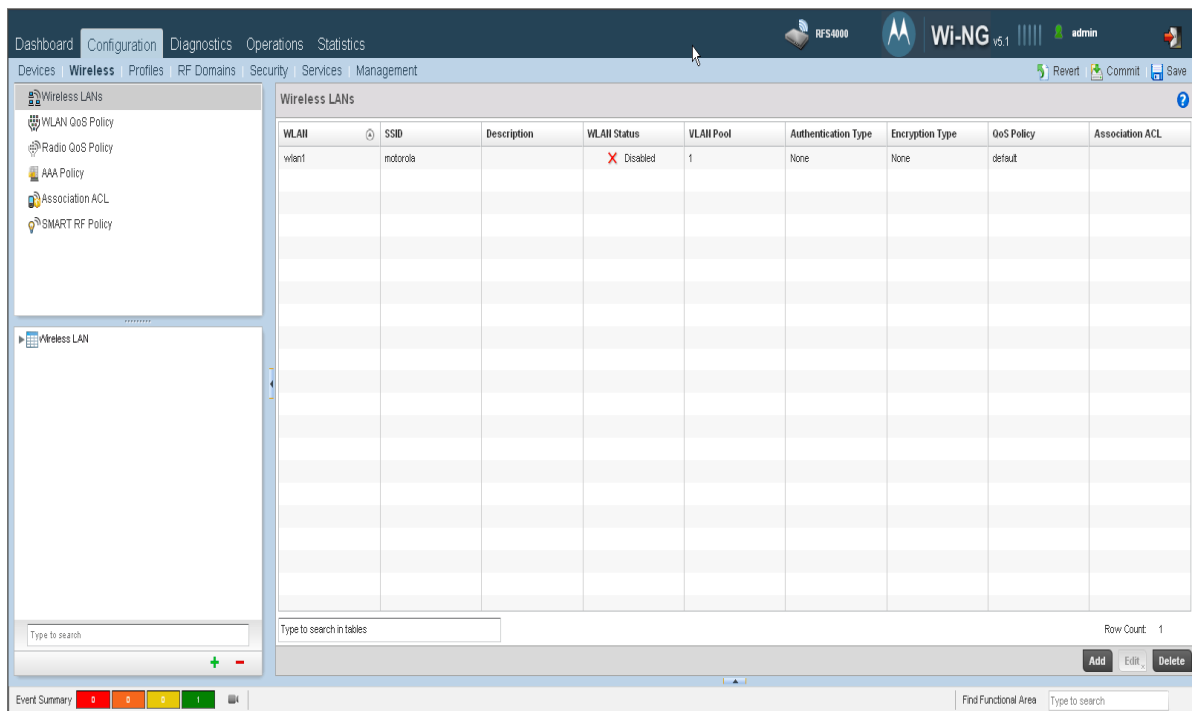 Dashboard Configuration Diagnostics Operations Statistics
RFS4000
Wi-NG v5.1
admin
Devices Wireless Profiles RF Domains Security Services Management
Revert Commit Save
Wireless LANs
WLAN QoS Policy
Radio QoS Policy
AAA Policy
Association ACL
SMART RF Policy
Wireless LAN
Type to search
Wireless LANs
WLAN SSID Description WLAN Status VLAN Pool Authentication Type Encryption Type QoS Policy Association ACL
wlan1 motorola Disabled 1 None None default
Type to search in tables
Row Count: 1
Add Edit Delete
Event Summary 0 0 0 1
Find Functional Area Type to search